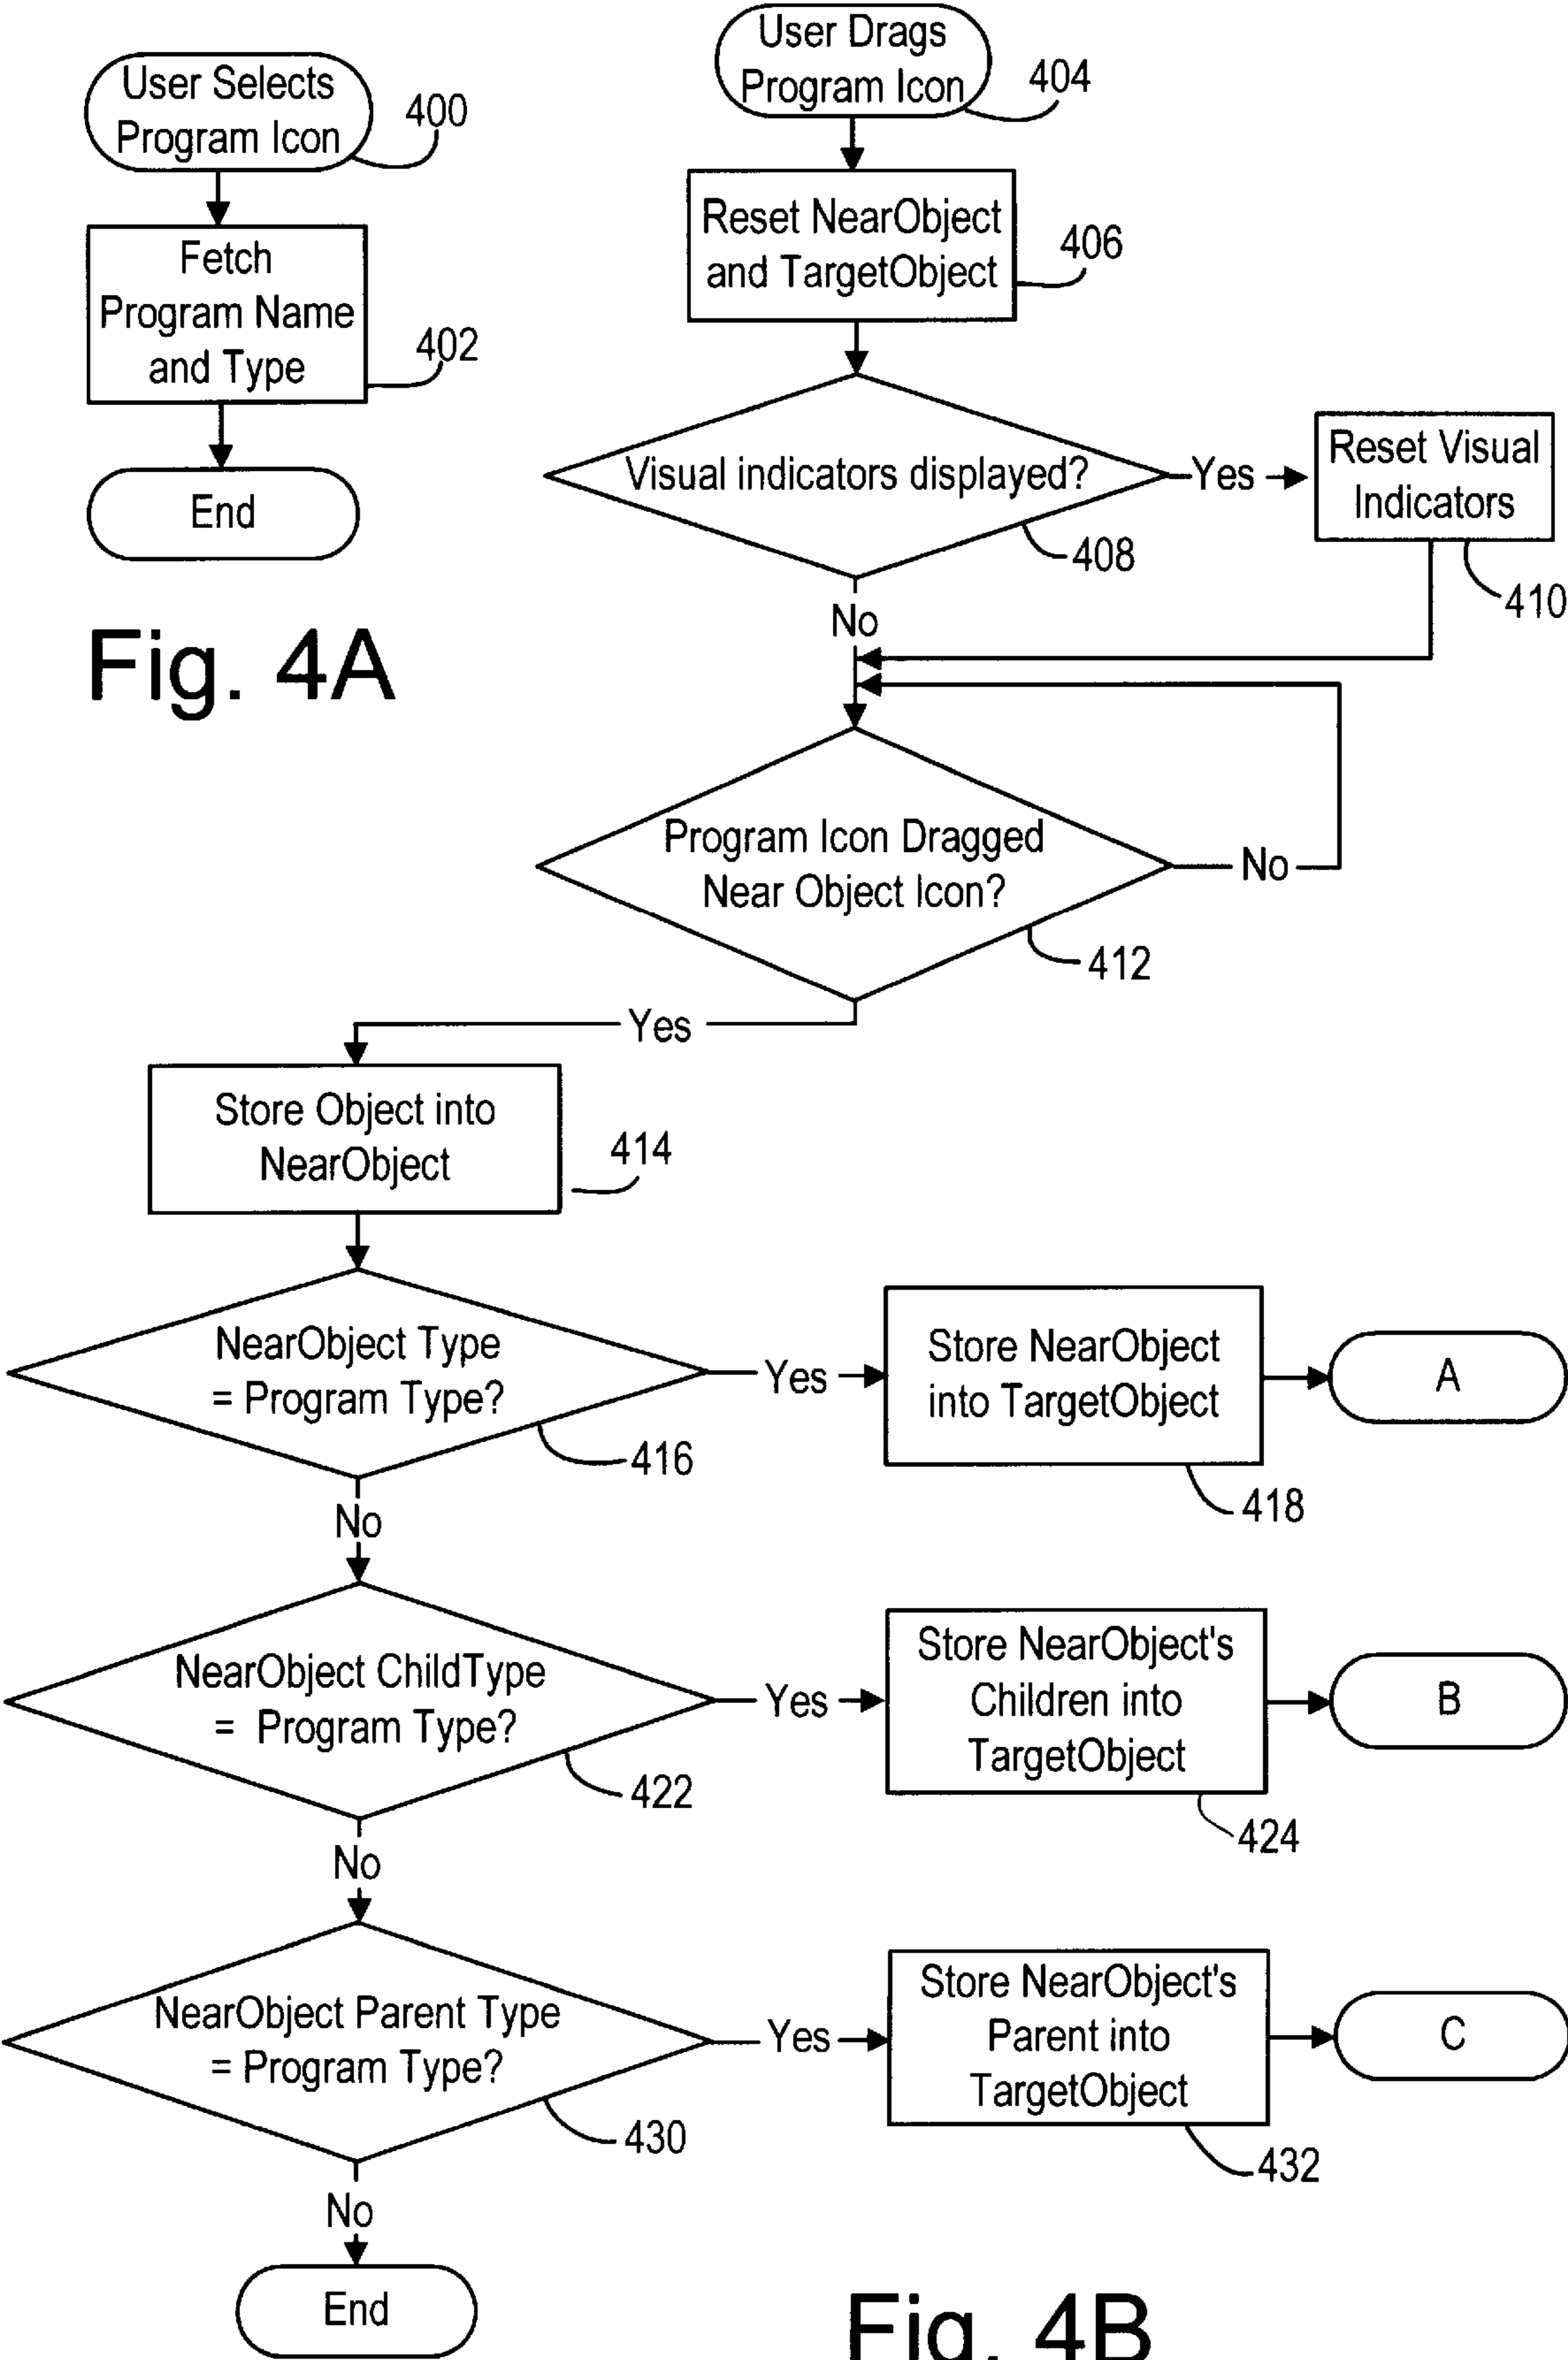 User Selects
Program Icon
400
Fetch
Program Name
and Type
402
End
Fig. 4A
User Drags
Program Icon
404
Reset NearObject
and TargetObject
406
Visual indicators displayed?
408
Yes
Reset Visual
Indicators
410
No
Program Icon Dragged
Near Object Icon?
412
No
Yes
Store Object into
NearObject
414
NearObject Type
= Program Type?
416
Yes
Store NearObject
into TargetObject
418
A
No
NearObject ChildType
= Program Type?
422
Yes
Store NearObject's
Children into
TargetObject
424
B
No
NearObject Parent Type
= Program Type?
430
Yes
Store NearObject's
Parent into
TargetObject
432
C
No
End
Fig. 4B